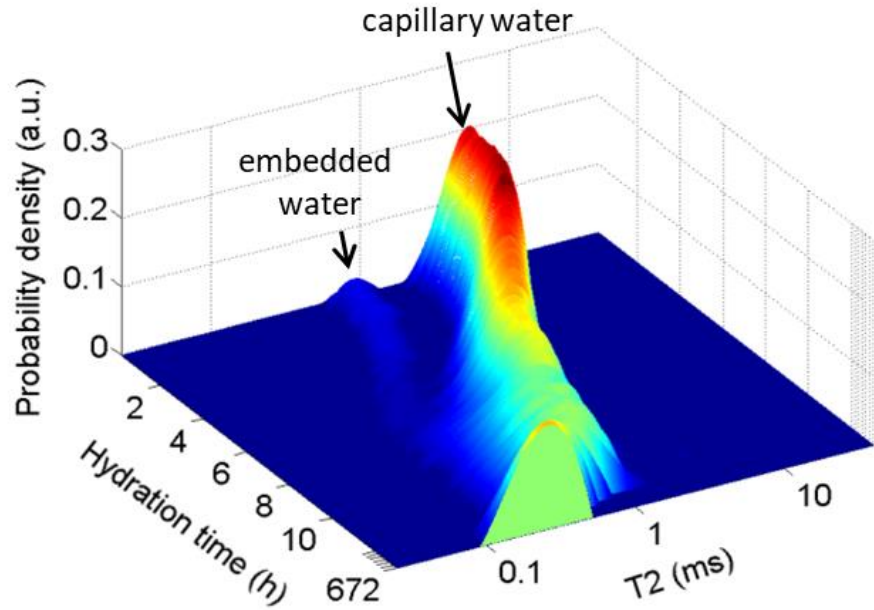 capillary water
embedded
water
Probability density (a.u.)
0.3
0.2
0.1
0
2
4
6
8
10
672
Hydration time (h)
0.1
1
10
T2 (ms)